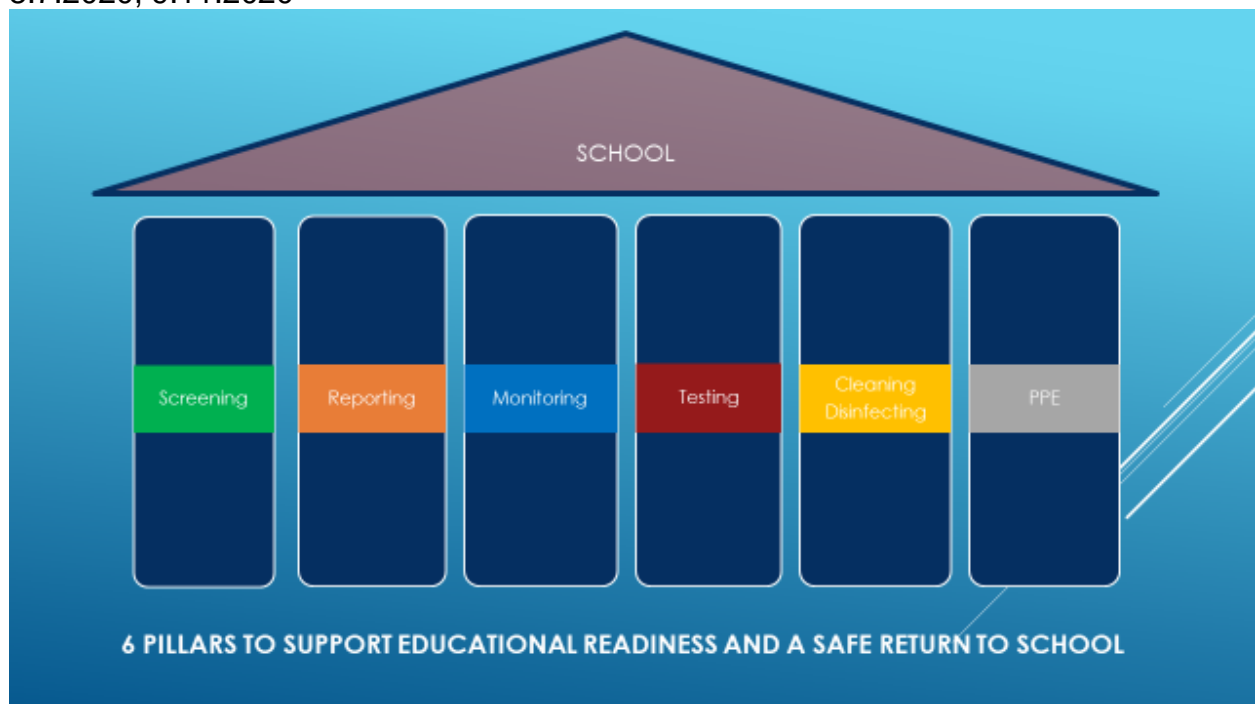 SCHOOL
Screening
Reporting
Monitoring
Testing
Cleaning
Disinfecting
PPE
6 PILLARS TO SUPPORT EDUCATIONAL READINESS AND A SAFE RETURN TO SCHOOL